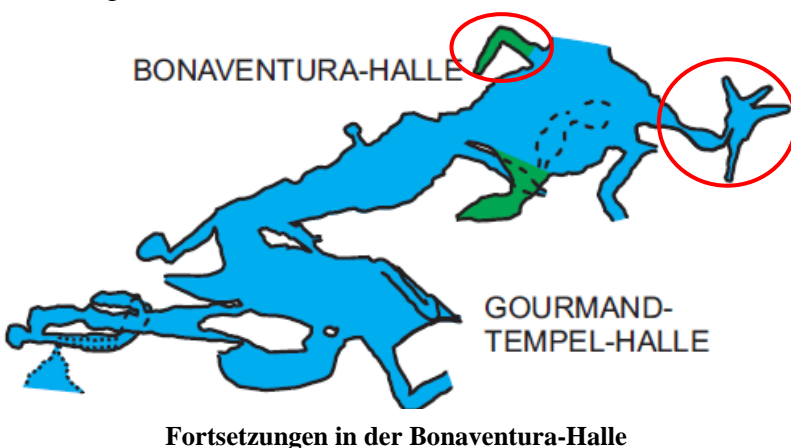 BONAVENTURA-HALLE
GOURMAND-
TEMPEL-HALLE
Fortsetzungen in der Bonaventura-Halle